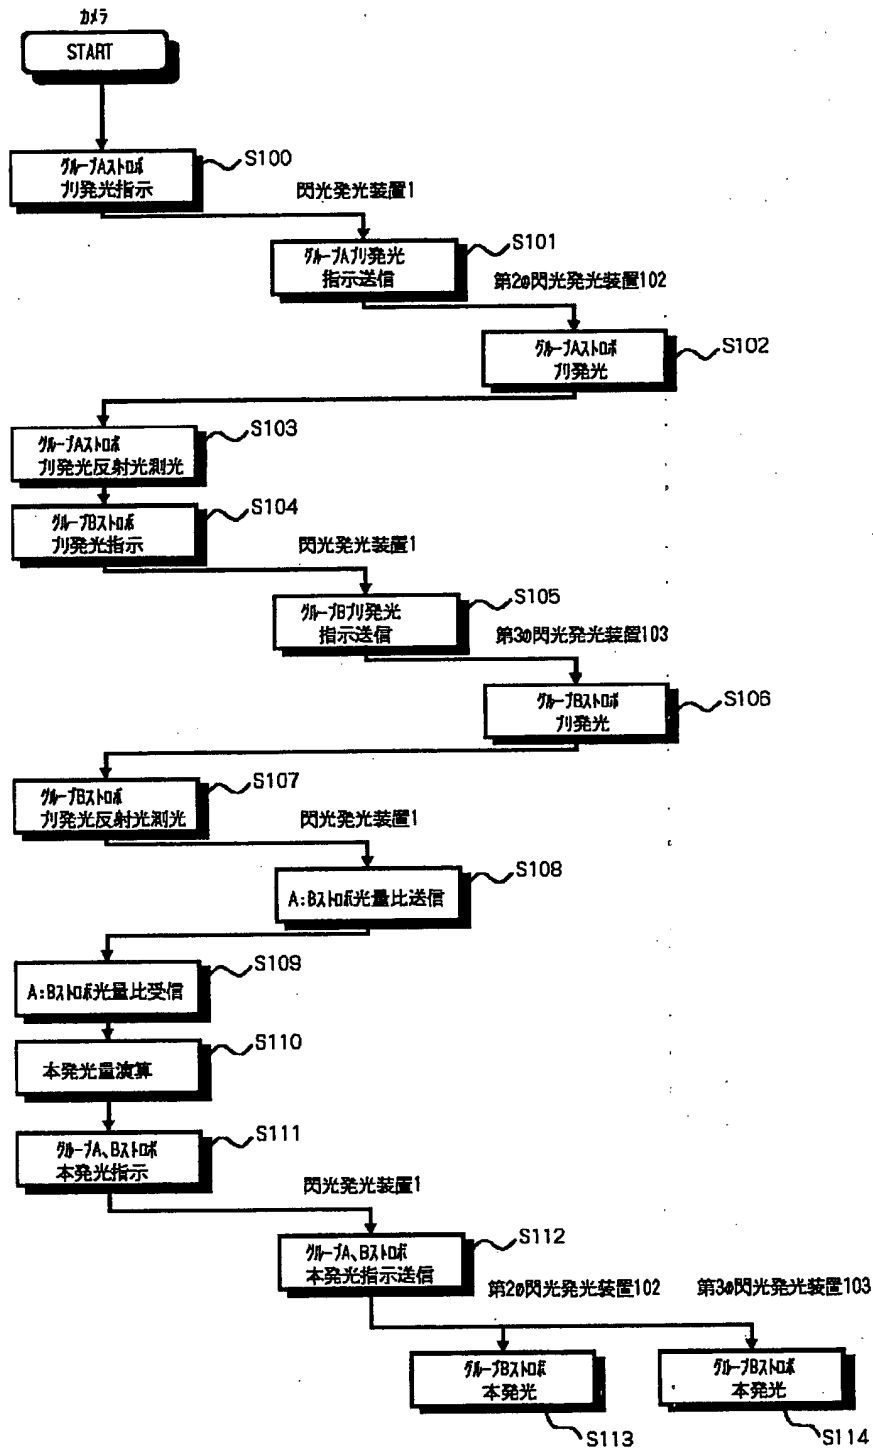 カメラ
START
グループAストロボ
プリ発光指示
S100
閃光発光装置1
グループAプリ発光
指示送信
S101
第2の閃光発光装置102
グループAストロボ
プリ発光
S102
グループAストロボ
プリ発光反射光測光
S103
グループBストロボ
プリ発光指示
S104
閃光発光装置1
グループBプリ発光
指示送信
S105
第3の閃光発光装置103
グループBストロボ
プリ発光
S106
グループBストロボ
プリ発光反射光測光
S107
閃光発光装置1
A:Bストロボ光量比送信
S108
A:Bストロボ光量比受信
S109
本発光量演算
S110
グループA、Bストロボ
本発光指示
S111
閃光発光装置1
グループA、Bストロボ
本発光指示送信
S112
第2の閃光発光装置102
第3の閃光発光装置103
グループBストロボ
本発光
S113
グループBストロボ
本発光
S114